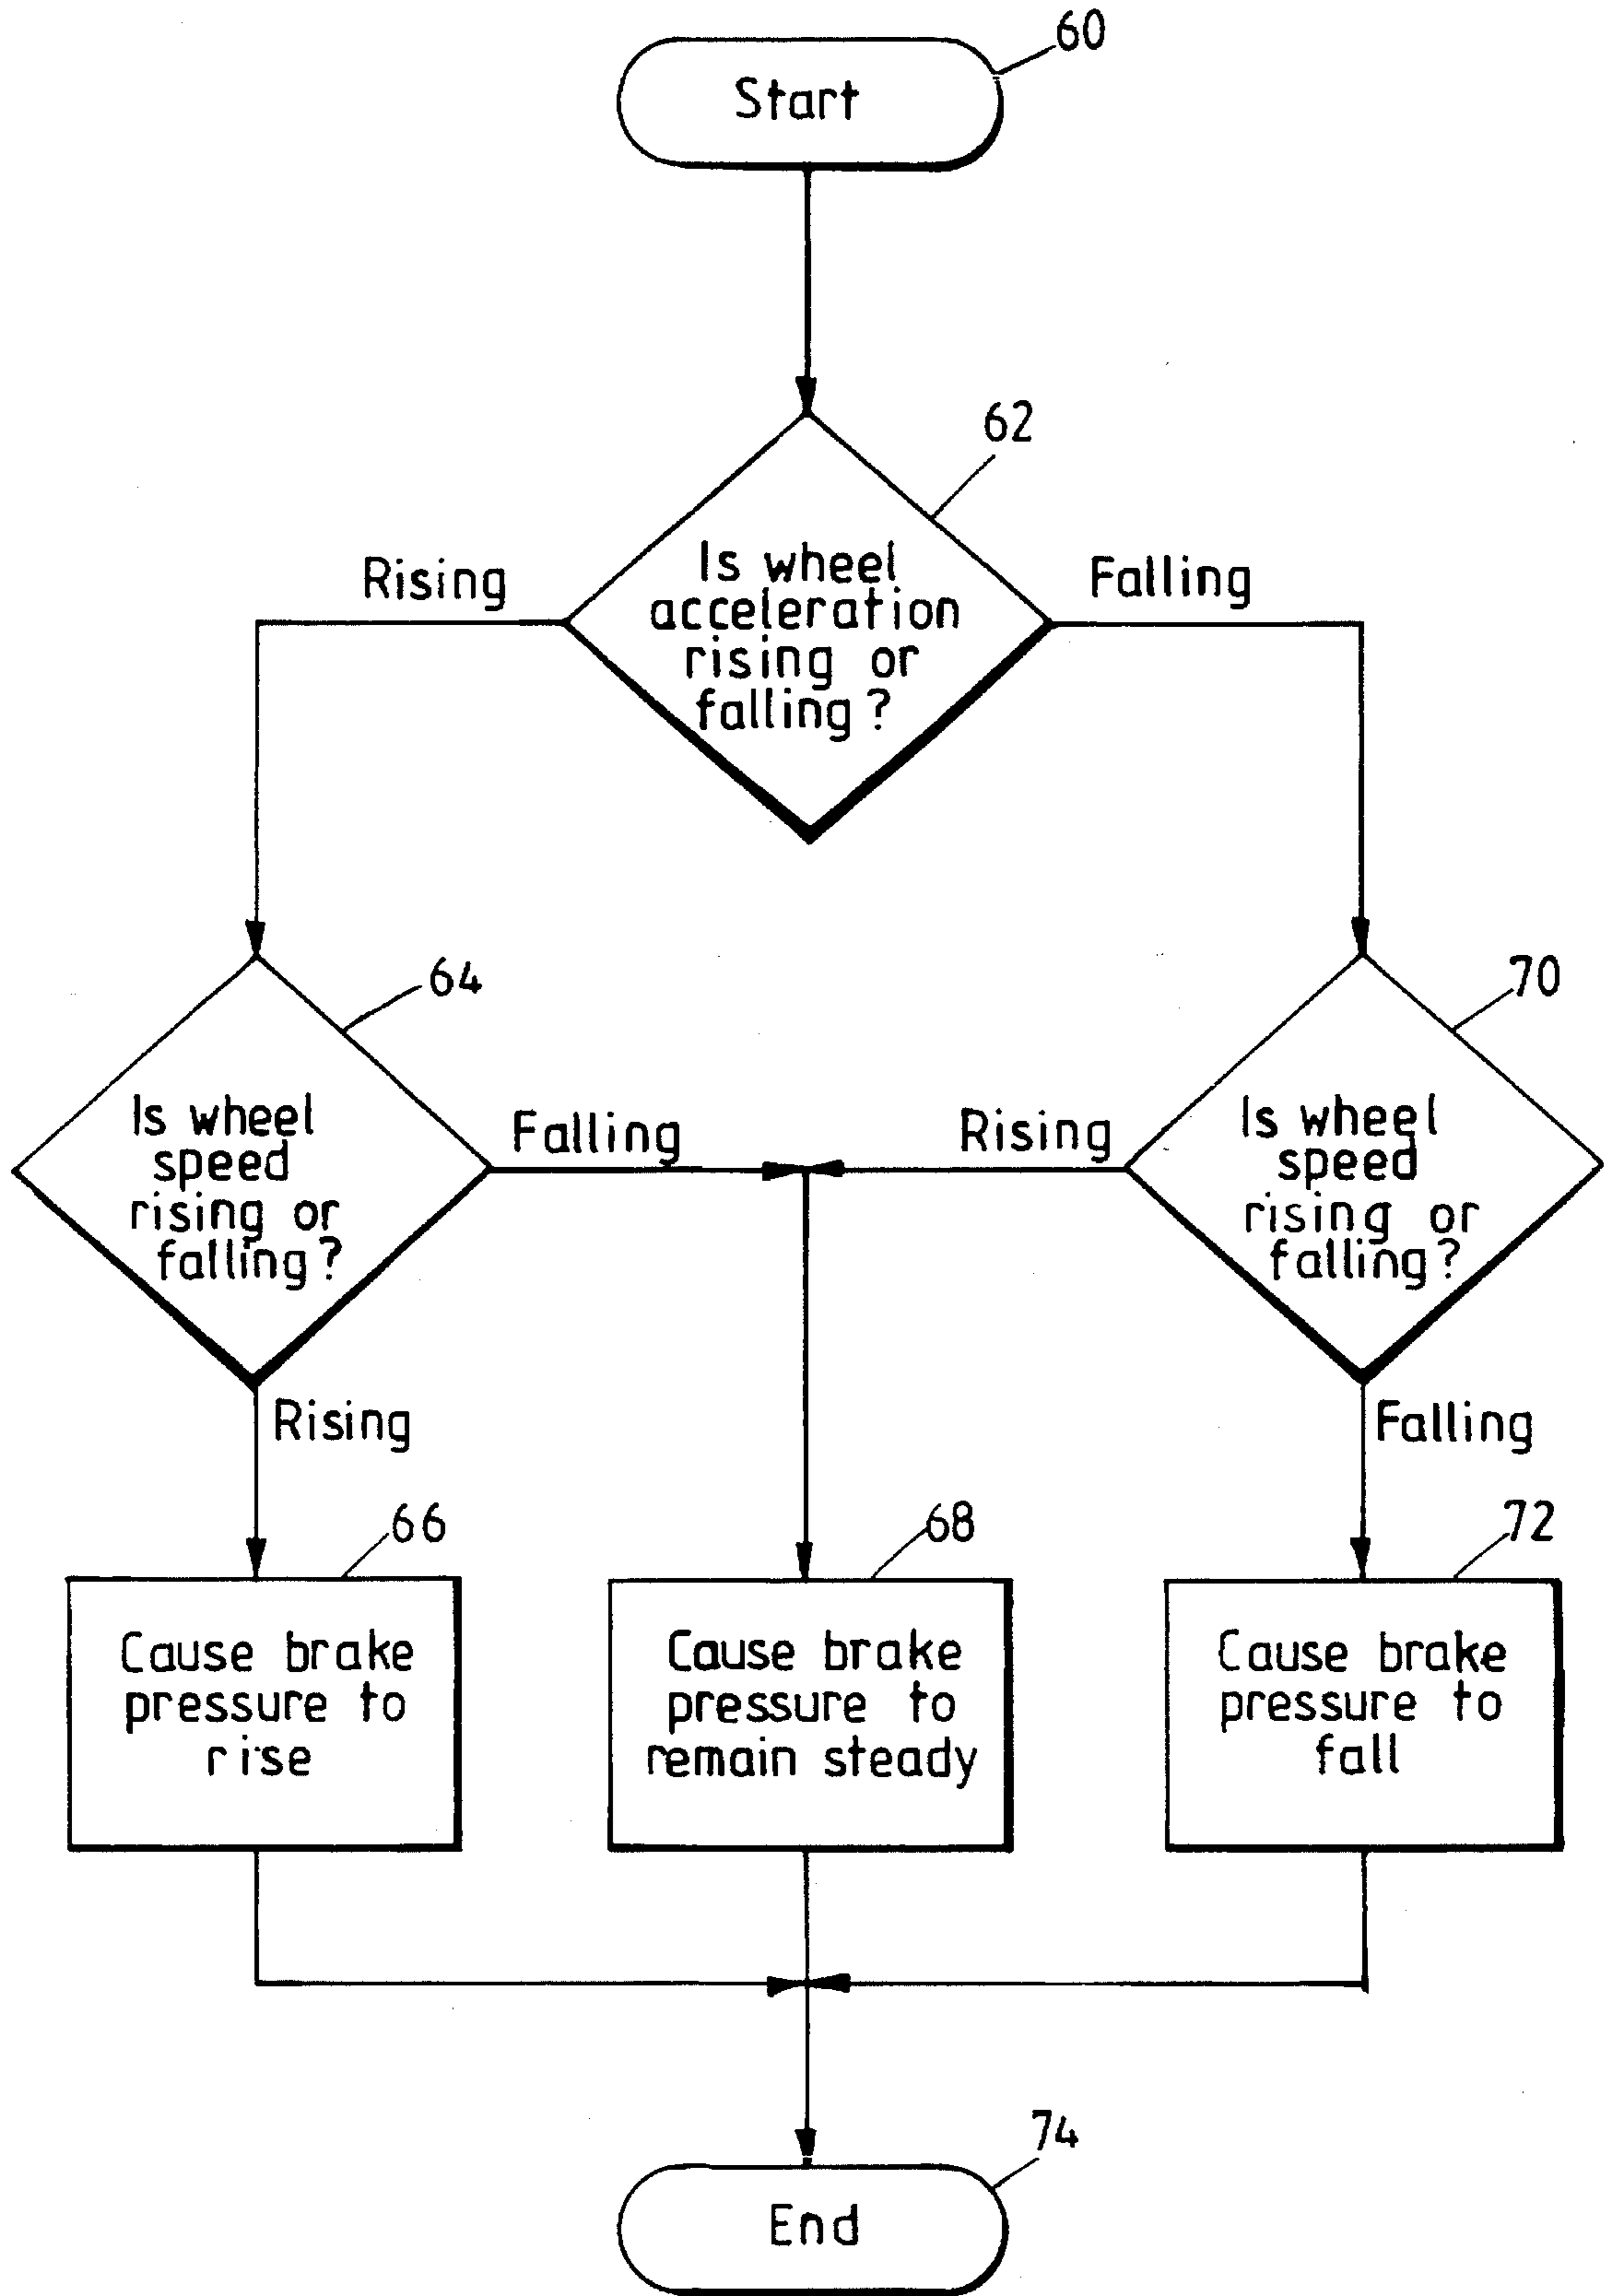 60
Start
62
Rising
Is wheel
acceleration
rising or
falling?
Falling
64
Is wheel
speed
rising or
falling?
Falling
70
Rising
Is wheel
speed
rising or
falling?
Rising
Falling
66
Cause brake
pressure to
rise
68
Cause brake
pressure to
remain steady
72
Cause brake
pressure to
fall
74
End